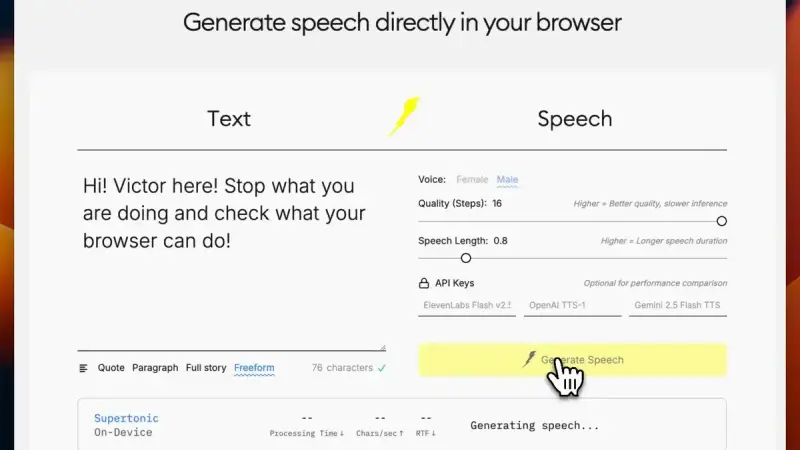 Generate speech directly in your browser
Text
Speech
Hi! Victor here! Stop what you
are doing and check what your
browser can do!
Voice: Female Male
Quality (Steps): 16 Higher = Better quality, slower inference
Speech Length: 0.8 Higher = Longer speech duration
API Keys Optional for performance comparison
ElevenLabs Flash v2.5 OpenAI TTS-1 Gemini 2.5 Flash TTS
Quote Paragraph Full story Freeform 76 characters ✓
Generate Speech
Supertonic
On-Device
-- -- --
Processing Time↓ Chars/sec↑ RTF↓
Generating speech...